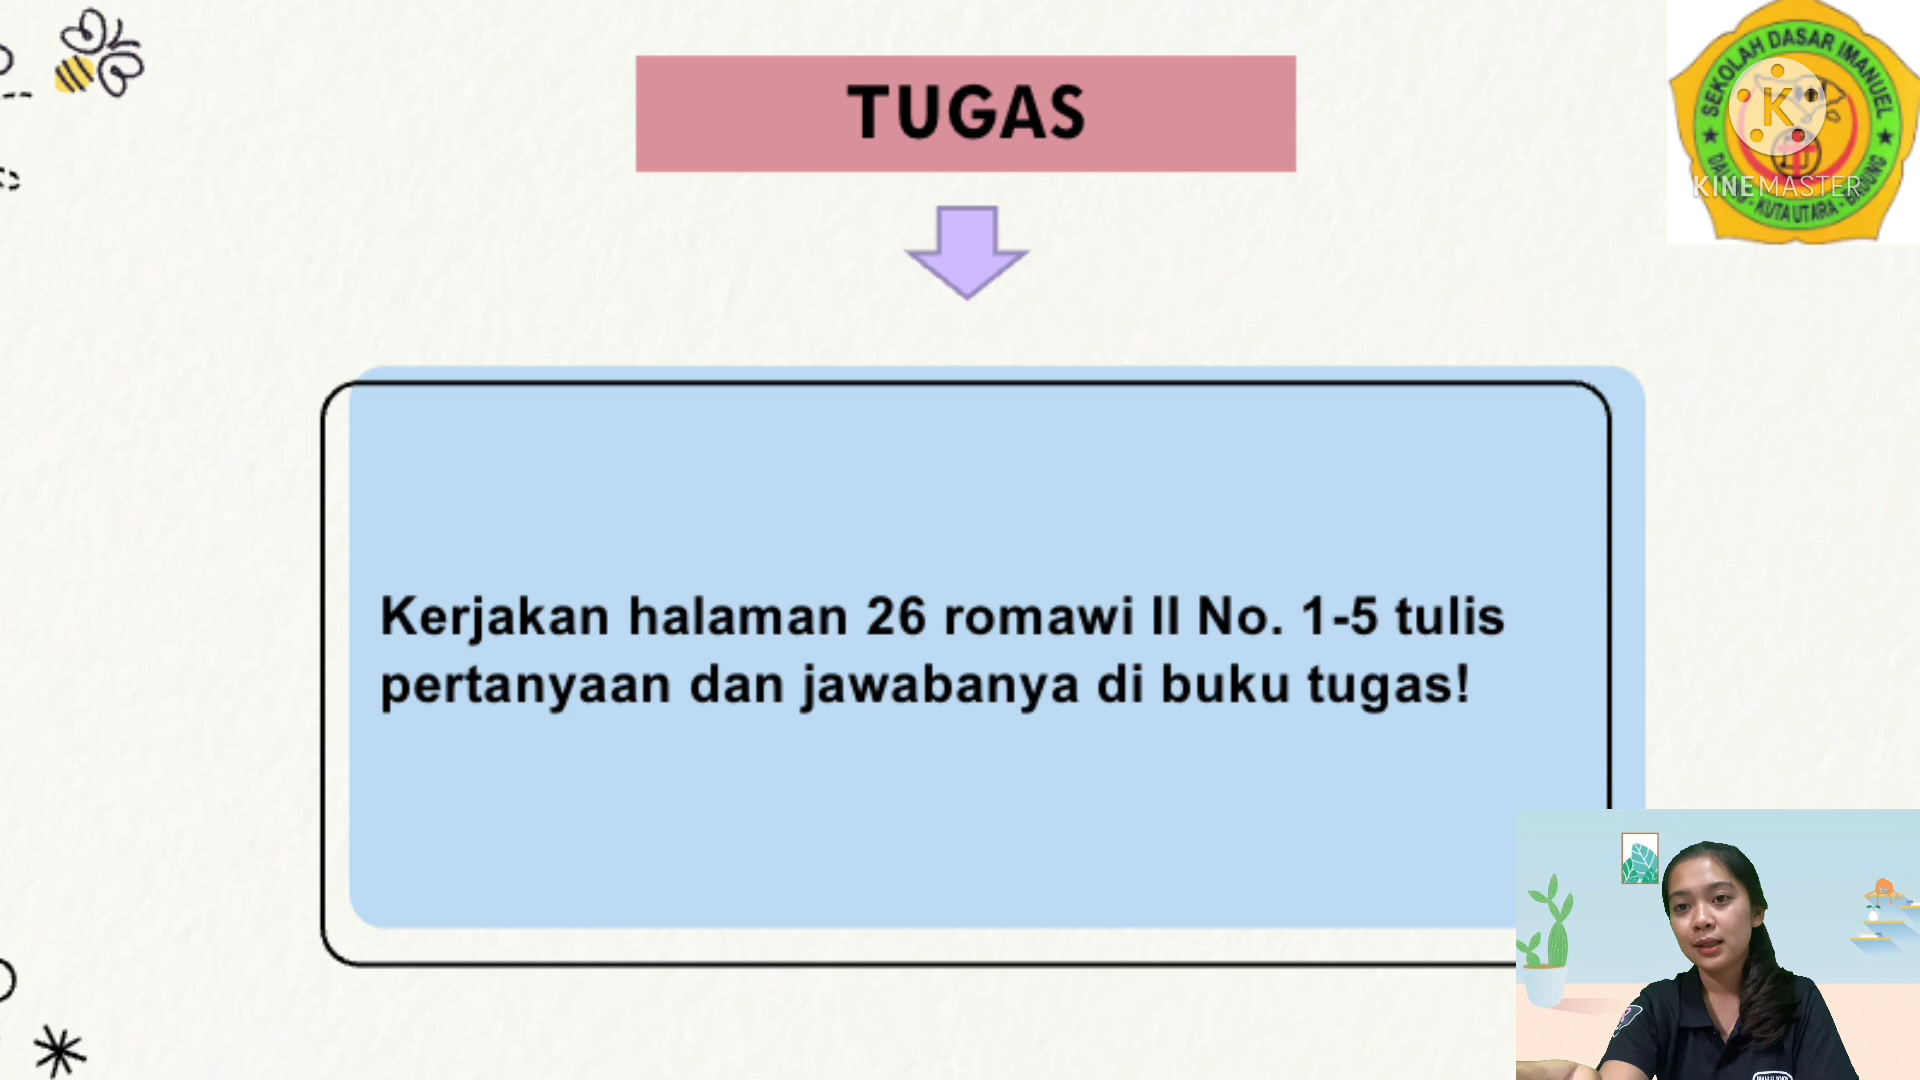 TUGAS
SEKOLAH DASAR IMANUEL
K
KINEMASTER
KUTA UTARA
Kerjakan halaman 26 romawi II No. 1-5 tulis
pertanyaan dan jawabanya di buku tugas!